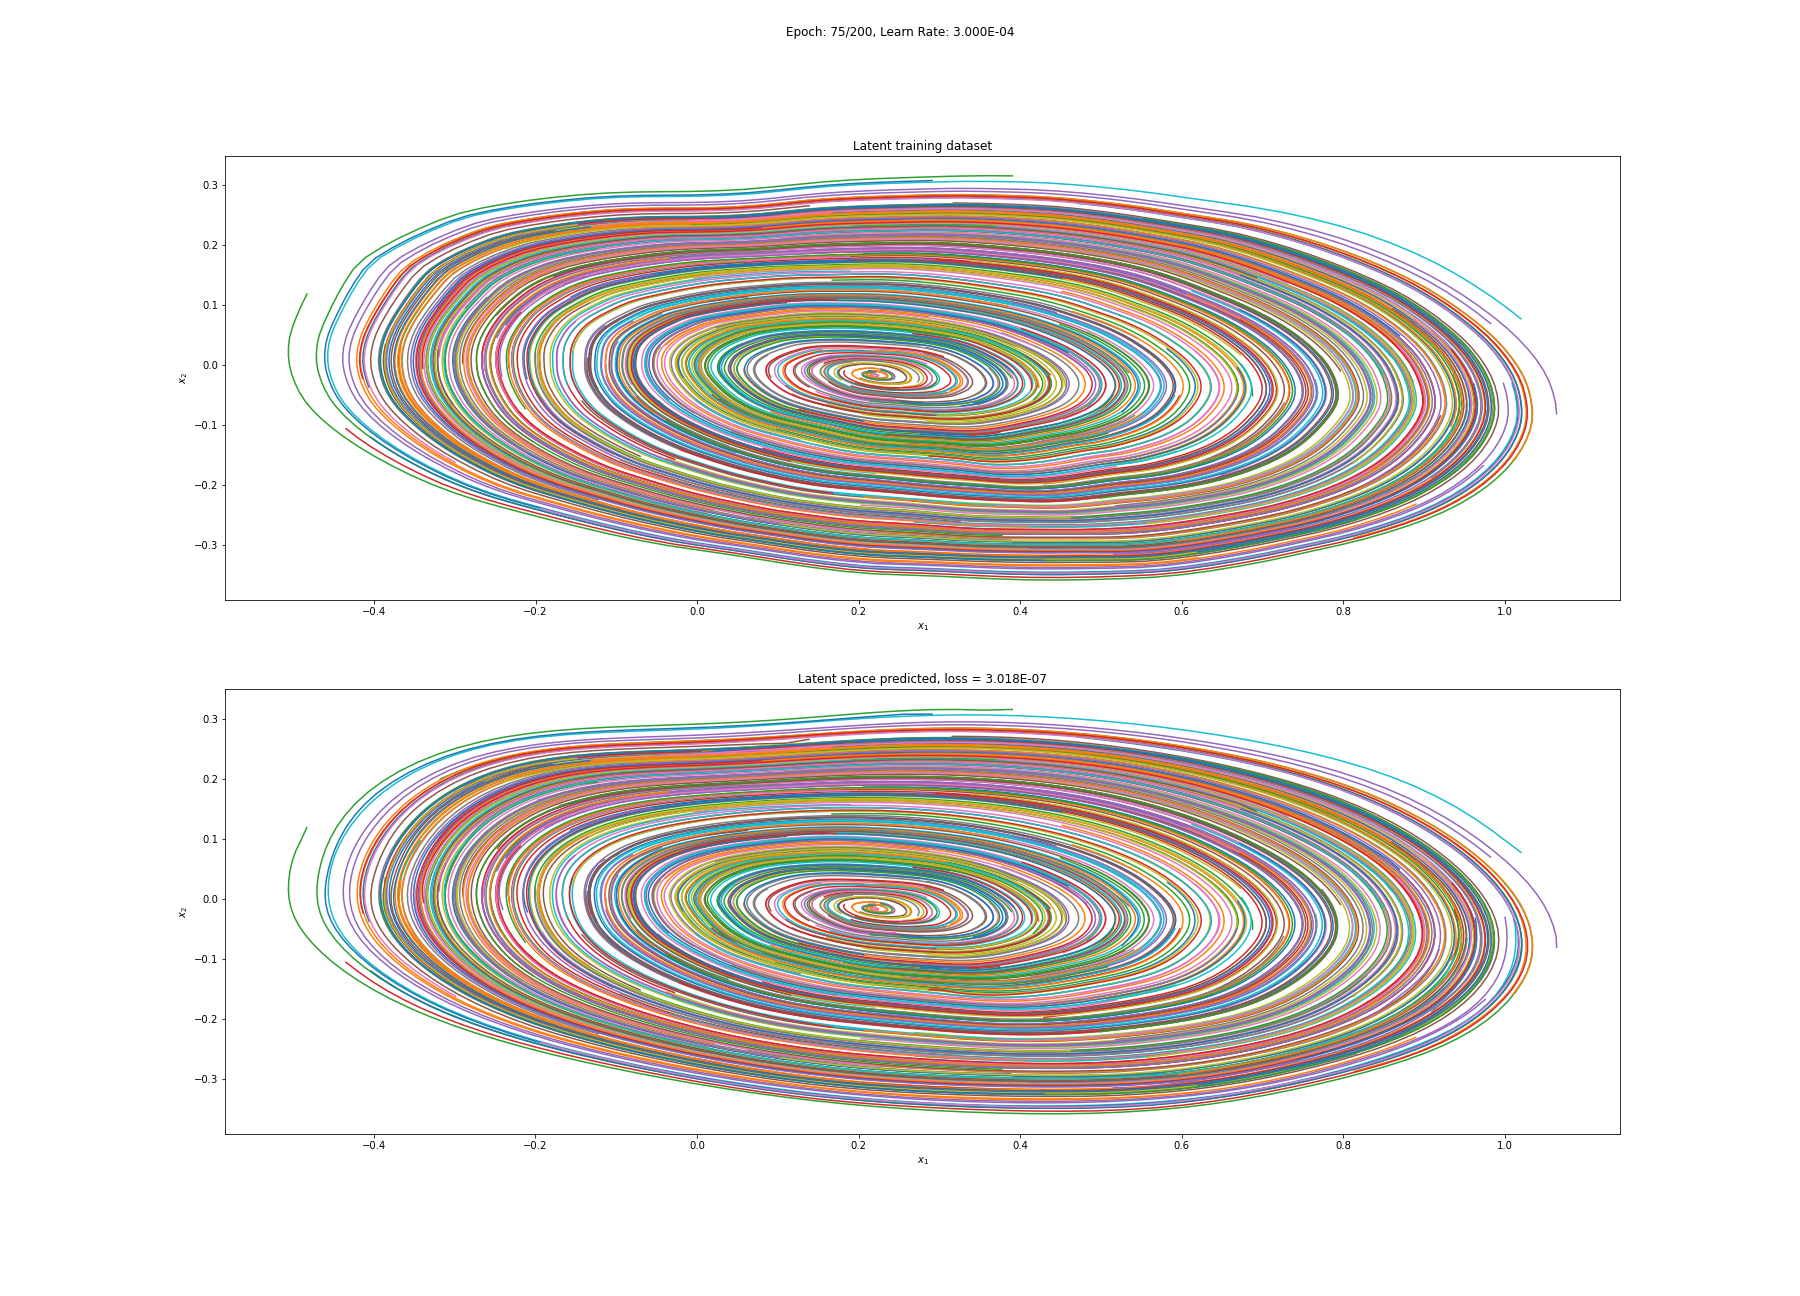 Epoch: 75/200, Learn Rate: 3.000E-04
Latent training dataset
0.3
0.2
0.1
0.0
−0.1
−0.2
−0.3
x₂
−0.4 −0.2 0.0 0.2 0.4 0.6 0.8 1.0
x₁
Latent space predicted, loss = 3.018E-07
0.3
0.2
0.1
0.0
−0.1
−0.2
−0.3
x₂
−0.4 −0.2 0.0 0.2 0.4 0.6 0.8 1.0
x₁